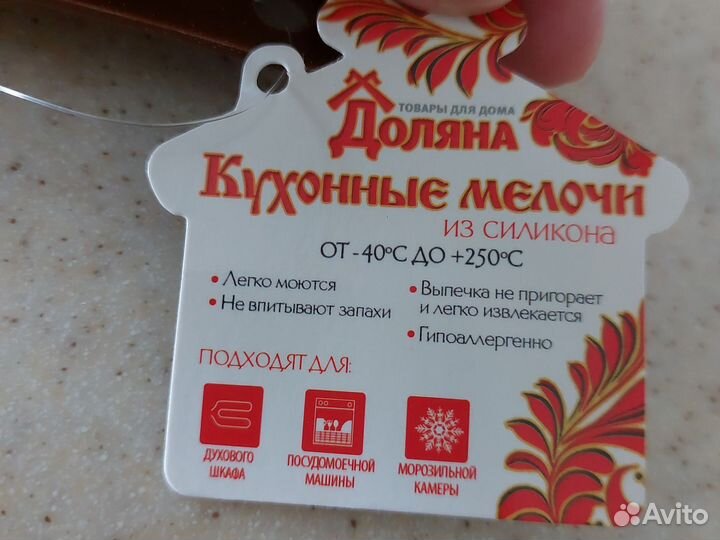 ТОВАРЫ ДЛЯ ДОМА
ДОЛЯНА
КУХОННЫЕ МЕЛОЧИ
ИЗ СИЛИКОНА
ОТ -40°С ДО +250°С
• Легко моются
• Не впитывают запахи
• Выпечка не пригорает
и легко извлекается
• Гипоаллергенно
ПОДХОДЯТ ДЛЯ:
ДУХОВОГО
ШКАФА
ПОСУДОМОЕЧНОЙ
МАШИНЫ
МОРОЗИЛЬНОЙ
КАМЕРЫ
Avito